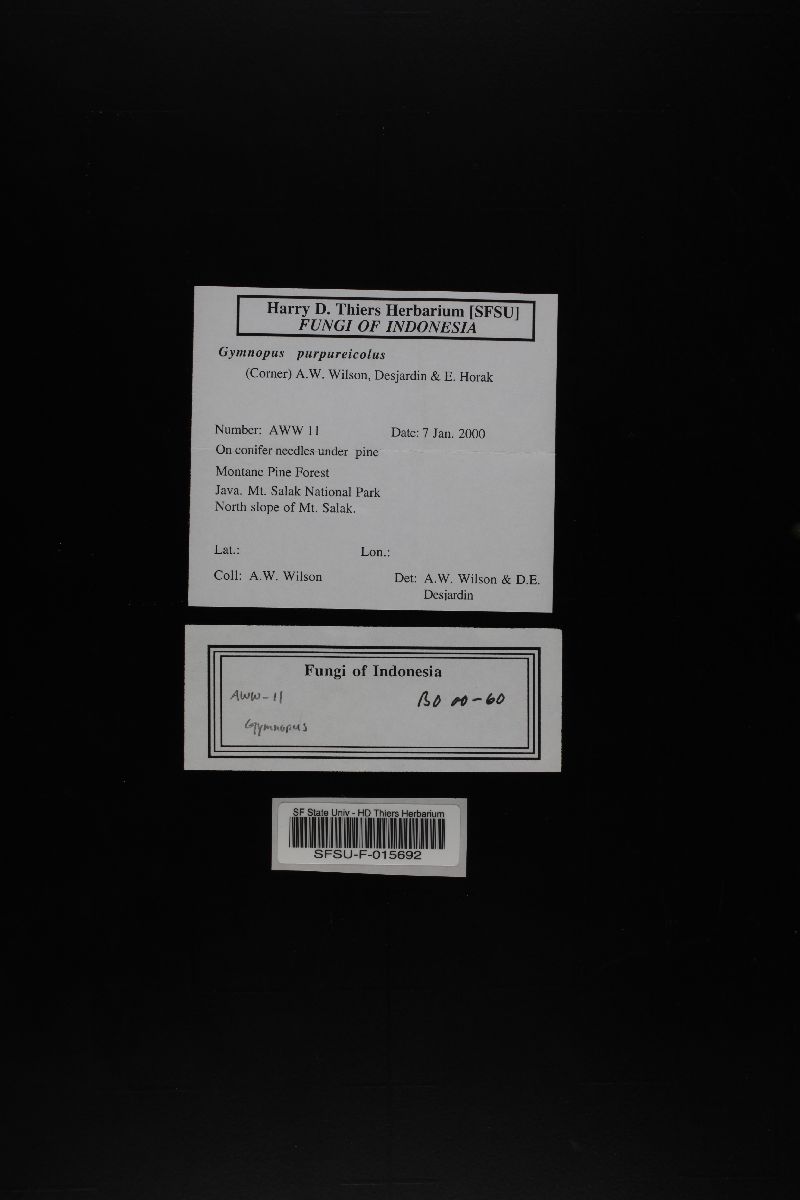 Harry D. Thiers Herbarium [SFSU]
FUNGI OF INDONESIA
Gymnopus purpureicolus
(Corner) A.W. Wilson, Desjardin & E. Horak
Number: AWW 11 Date: 7 Jan. 2000
On conifer needles under pine
Montane Pine Forest
Java. Mt. Salak National Park
North slope of Mt. Salak.
Lat.: Lon.:
Coll: A.W. Wilson Det: A.W. Wilson & D.E.
Desjardin
Fungi of Indonesia
AWW-11 BO 00-60
Gymnopus
SF State Univ - HD Thiers Herbarium
SFSU-F-015692